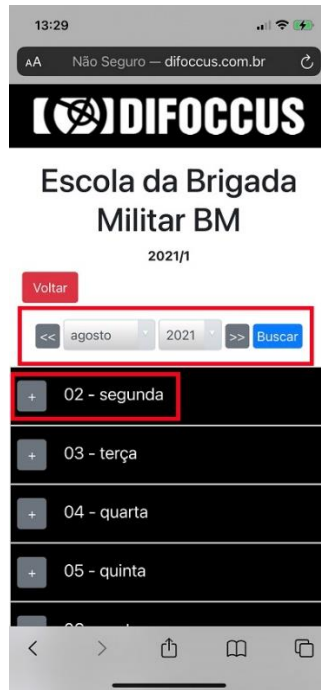 13:29
AA Não Seguro — difoccus.com.br
DIFOCCUS
Escola da Brigada
Militar BM
2021/1
Voltar
<< agosto 2021 >> Buscar
+ 02 - segunda
+ 03 - terça
+ 04 - quarta
+ 05 - quinta